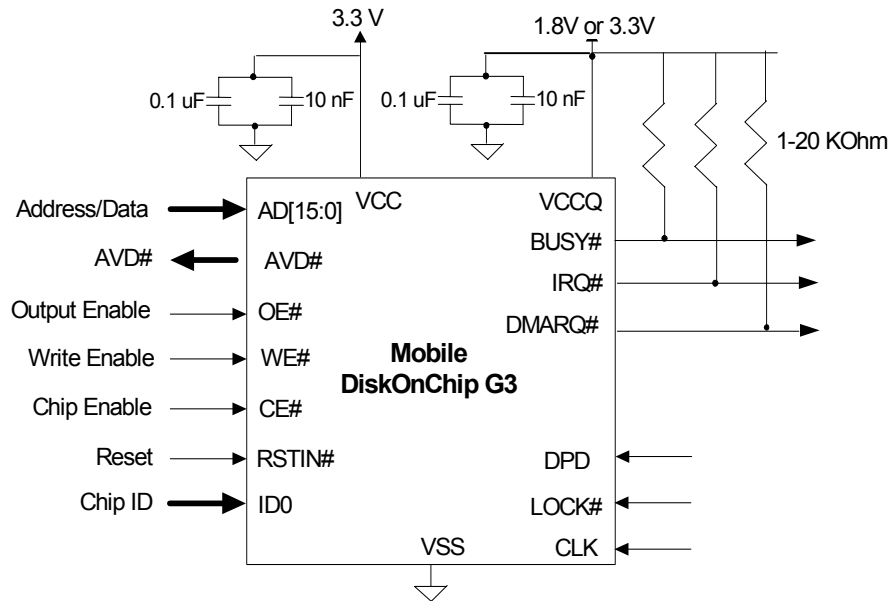 3.3 V
1.8V or 3.3V
0.1 uF
10 nF
0.1 uF
10 nF
1-20 KOhm
VCC
VCCQ
Address/Data
AD[15:0]
BUSY#
AVD#
AVD#
IRQ#
Output Enable
OE#
DMARQ#
Write Enable
WE#
Mobile
DiskOnChip G3
Chip Enable
CE#
Reset
RSTIN#
DPD
Chip ID
ID0
LOCK#
VSS
CLK